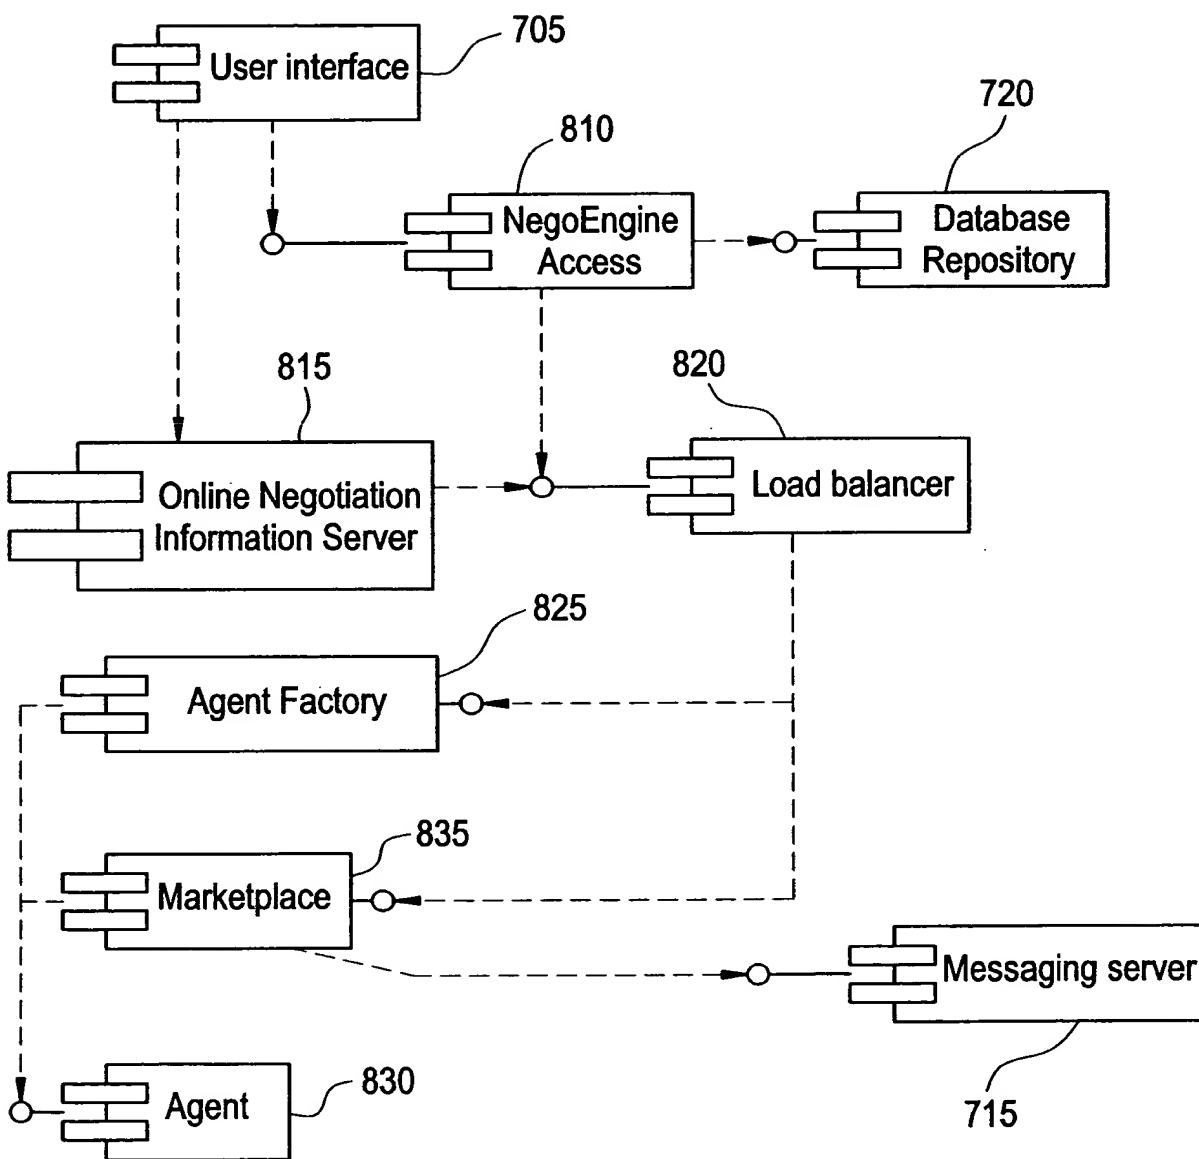 705
User interface
810
720
NegoEngine
Access
Database
Repository
815
820
Online Negotiation
Information Server
Load balancer
825
Agent Factory
835
Marketplace
Messaging server
830
Agent
715